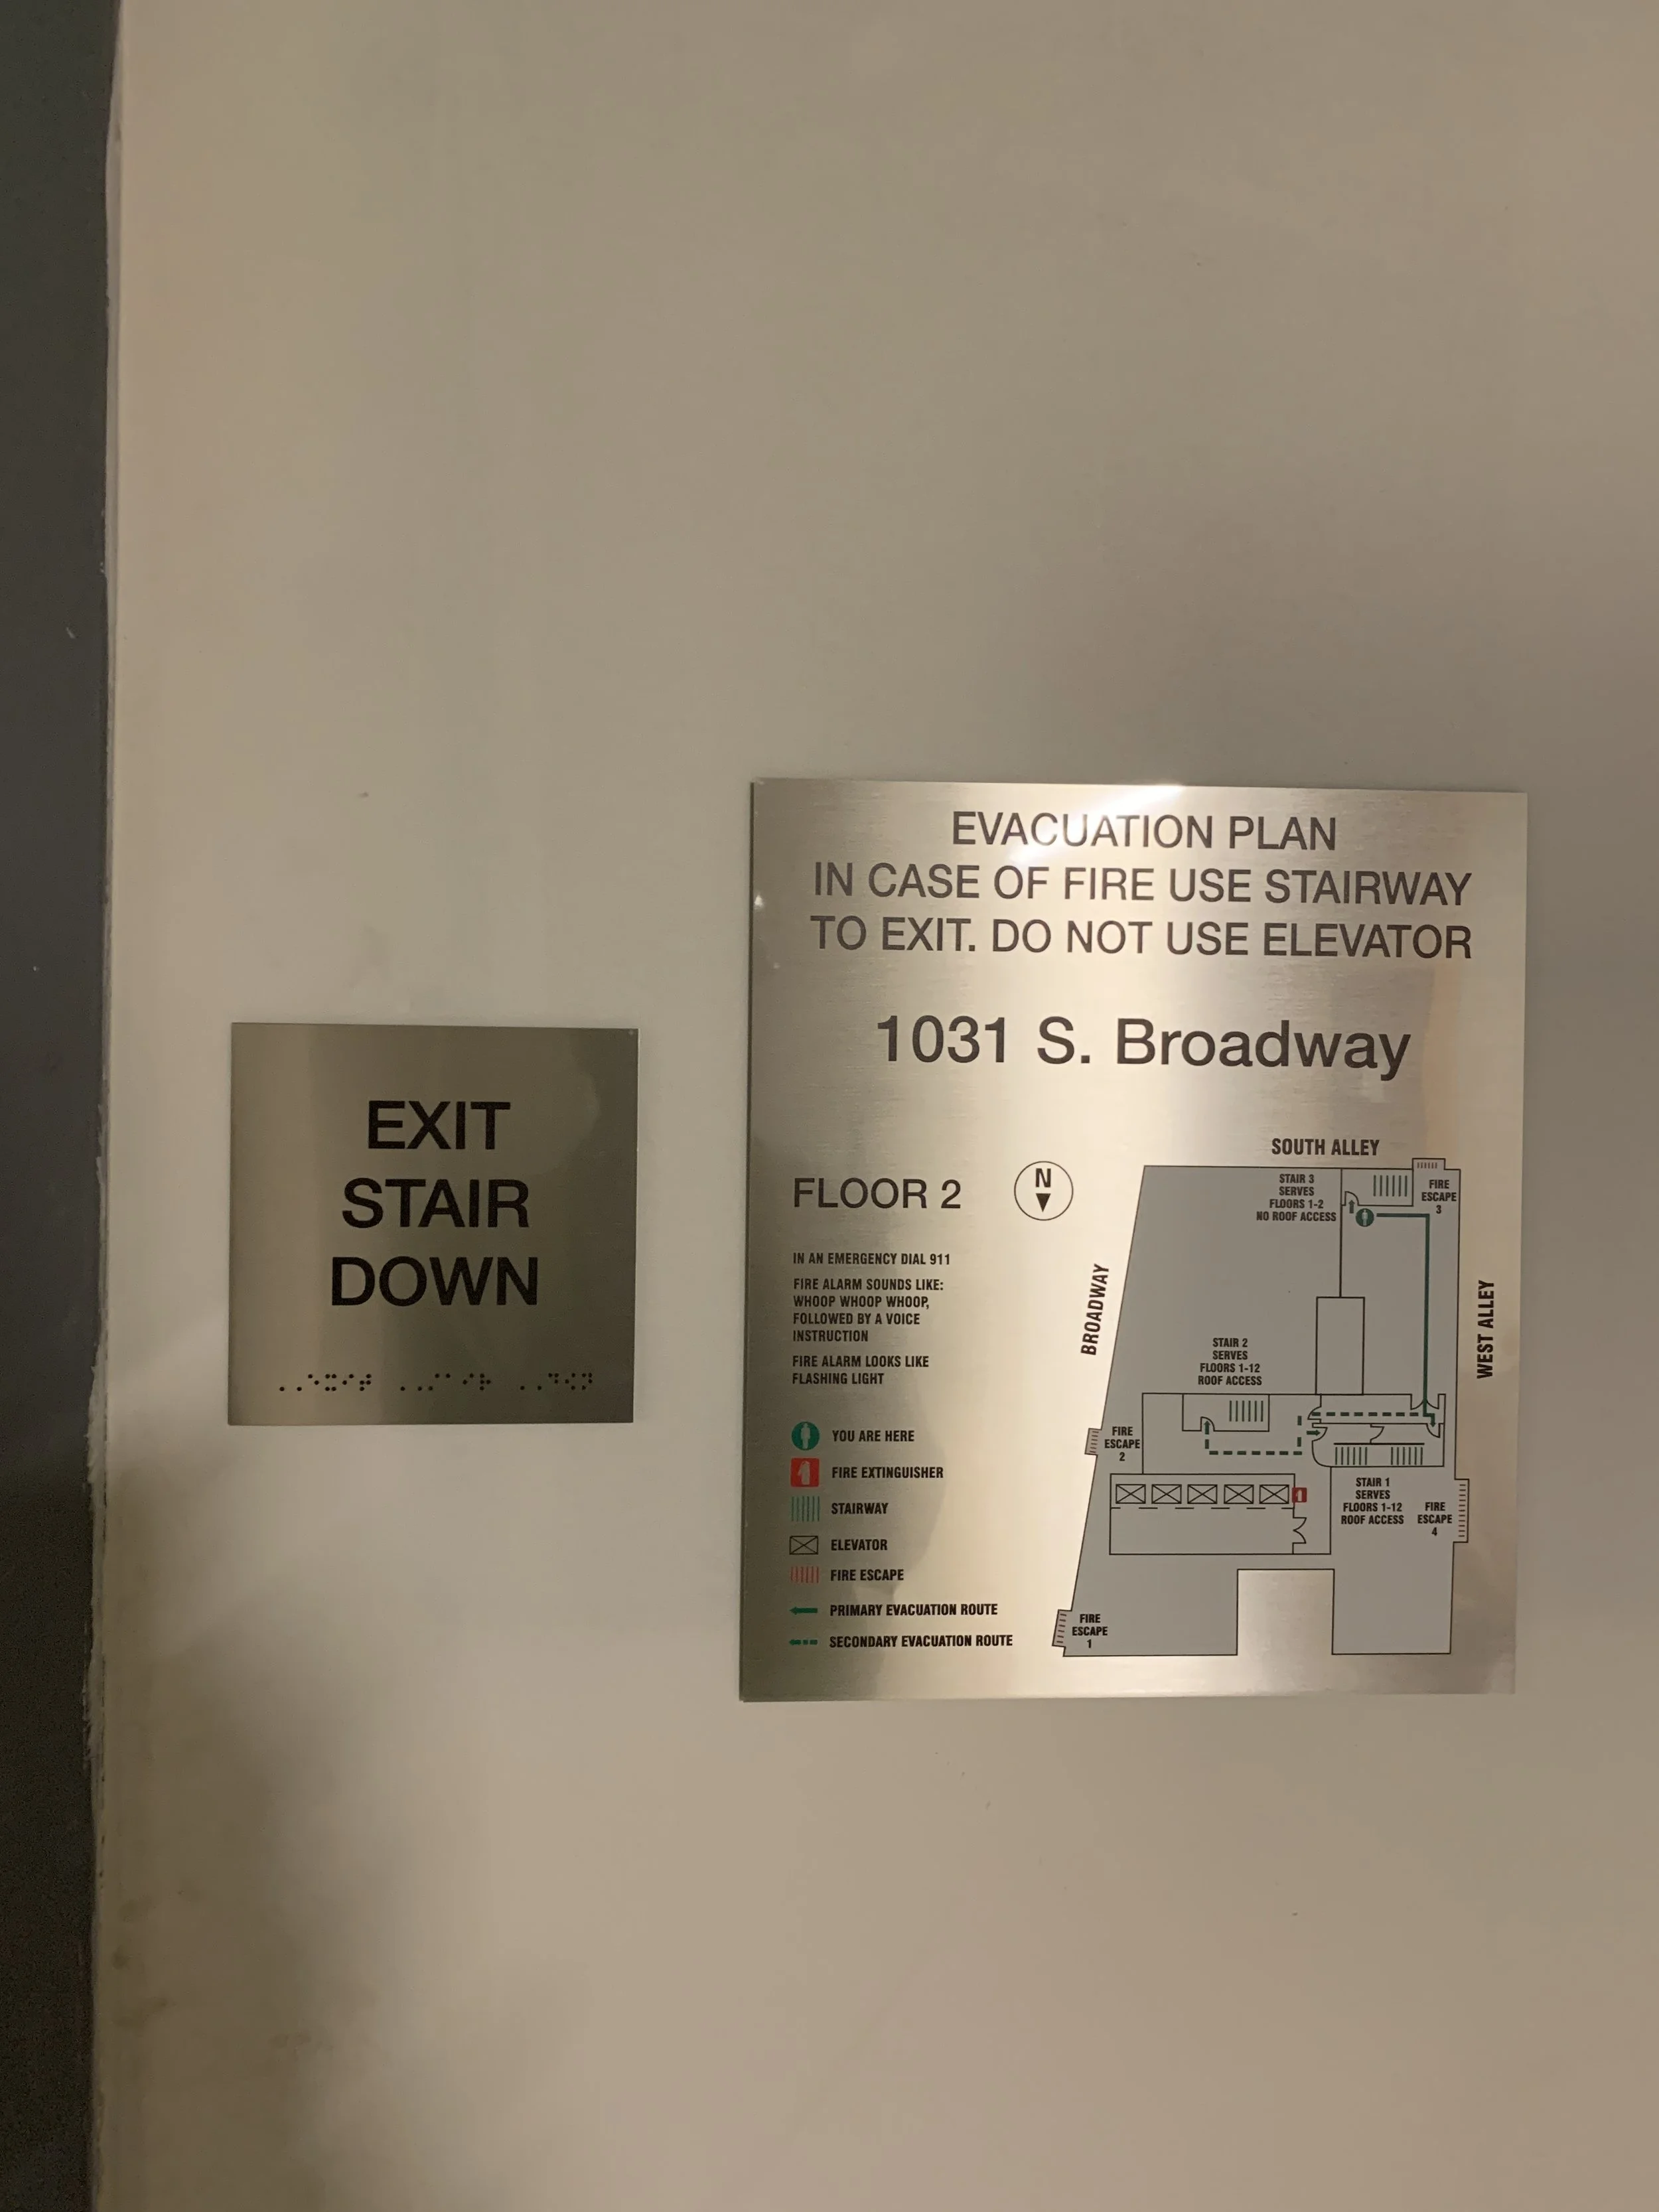 EXIT
STAIR
DOWN
EVACUATION PLAN
IN CASE OF FIRE USE STAIRWAY
TO EXIT. DO NOT USE ELEVATOR
1031 S. Broadway
FLOOR 2
N
IN AN EMERGENCY DIAL 911
FIRE ALARM SOUNDS LIKE:
WHOOP WHOOP WHOOP,
FOLLOWED BY A VOICE
INSTRUCTION
FIRE ALARM LOOKS LIKE
FLASHING LIGHT
YOU ARE HERE
FIRE EXTINGUISHER
STAIRWAY
ELEVATOR
FIRE ESCAPE
PRIMARY EVACUATION ROUTE
SECONDARY EVACUATION ROUTE
SOUTH ALLEY
STAIR 3
SERVES
FLOORS 1-2
NO ROOF ACCESS
FIRE
ESCAPE
3
BROADWAY
WEST ALLEY
STAIR 2
SERVES
FLOORS 1-12
ROOF ACCESS
FIRE
ESCAPE
2
STAIR 1
SERVES
FLOORS 1-12
ROOF ACCESS
FIRE
ESCAPE
4
FIRE
ESCAPE
1